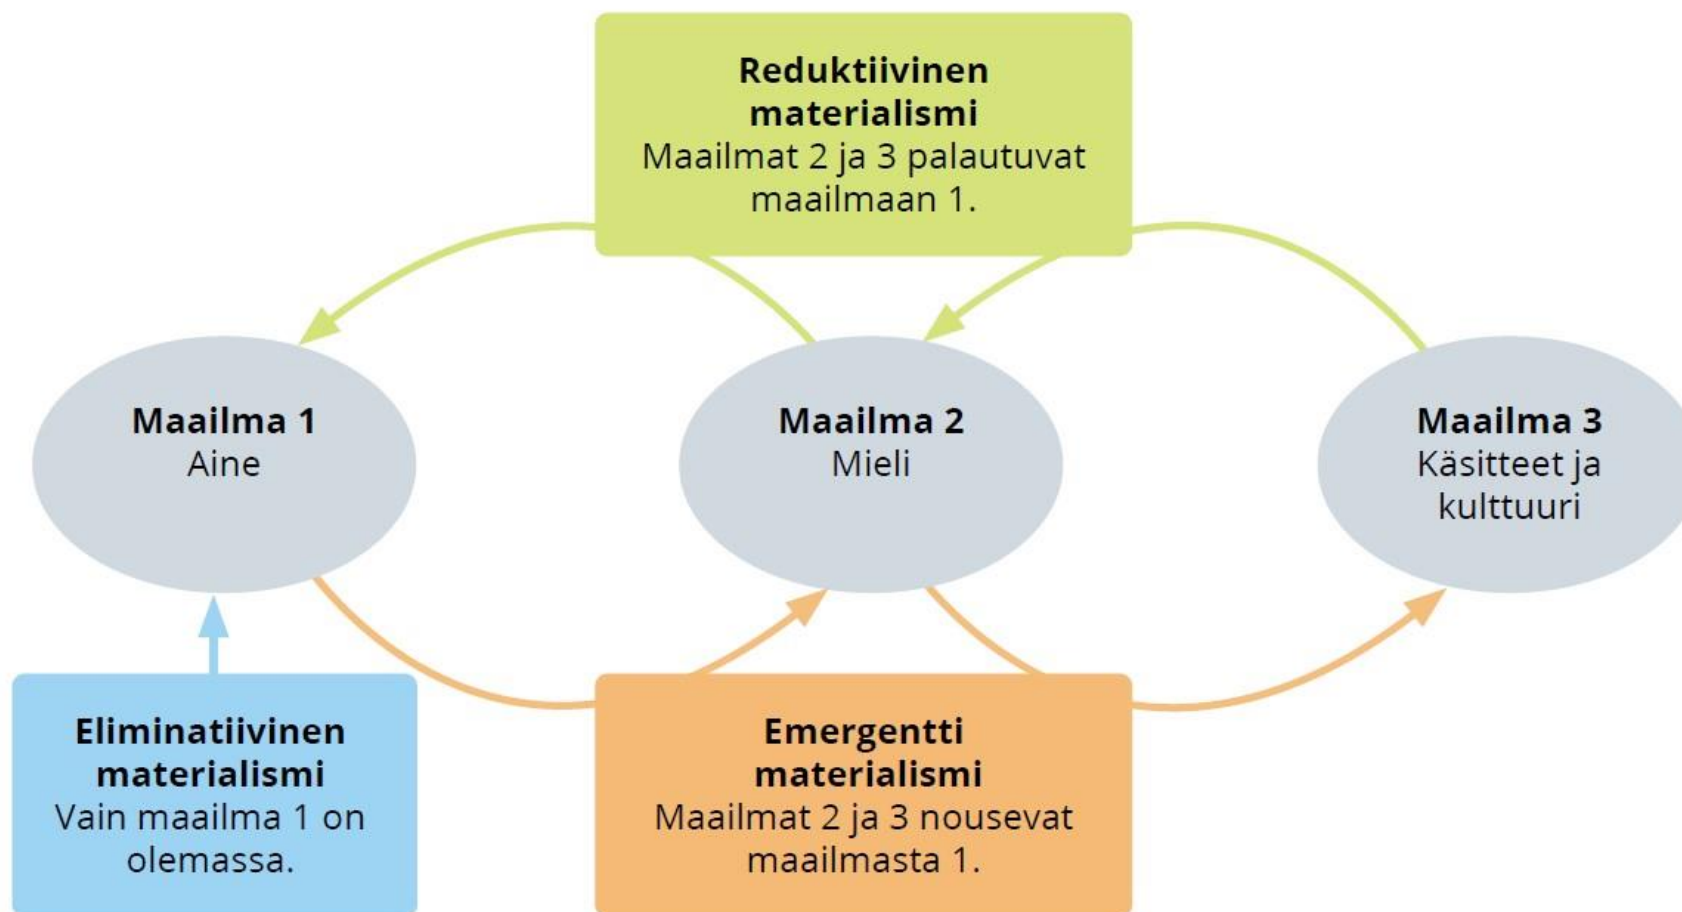 Reduktiivinen
materialismi
Maailmat 2 ja 3 palautuvat
maailmaan 1.
Maailma 1
Aine
Maailma 2
Mieli
Maailma 3
Käsitteet ja
kulttuuri
Eliminatiivinen
materialismi
Vain maailma 1 on
olemassa.
Emergentti
materialismi
Maailmat 2 ja 3 nousevat
maailmasta 1.